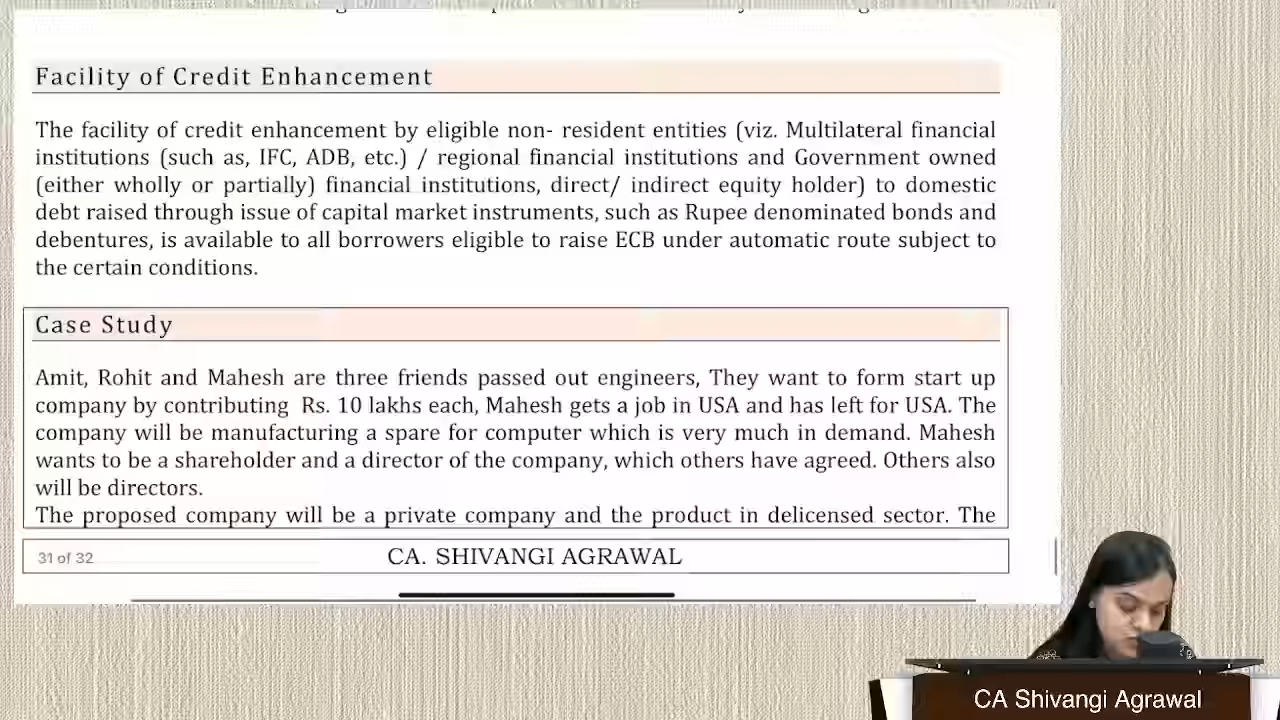 Facility of Credit Enhancement
The facility of credit enhancement by eligible non- resident entities (viz. Multilateral financial
institutions (such as, IFC, ADB, etc.) / regional financial institutions and Government owned
(either wholly or partially) financial institutions, direct/ indirect equity holder) to domestic
debt raised through issue of capital market instruments, such as Rupee denominated bonds and
debentures, is available to all borrowers eligible to raise ECB under automatic route subject to
the certain conditions.
Case Study
Amit, Rohit and Mahesh are three friends passed out engineers, They want to form start up
company by contributing Rs. 10 lakhs each, Mahesh gets a job in USA and has left for USA. The
company will be manufacturing a spare for computer which is very much in demand. Mahesh
wants to be a shareholder and a director of the company, which others have agreed. Others also
will be directors.
The proposed company will be a private company and the product in delicensed sector. The
31 of 32
CA. SHIVANGI AGRAWAL
CA Shivangi Agrawal